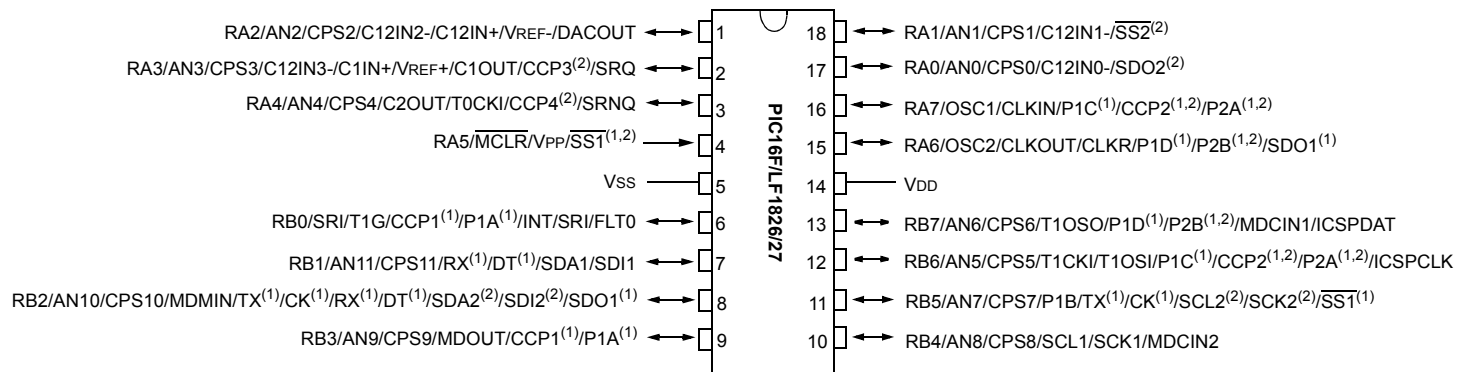 RA2/AN2/CPS2/C12IN2-/C12IN+/VREF-/DACOUT 1
RA3/AN3/CPS3/C12IN3-/C1IN+/VREF+/C1OUT/CCP3(2)/SRQ 2
RA4/AN4/CPS4/C2OUT/T0CKI/CCP4(2)/SRNQ 3
RA5/MCLR/VPP/SS1(1,2) 4
VSS 5
RB0/SRI/T1G/CCP1(1)/P1A(1)/INT/SRI/FLT0 6
RB1/AN11/CPS11/RX(1)/DT(1)/SDA1/SDI1 7
RB2/AN10/CPS10/MDMIN/TX(1)/CK(1)/RX(1)/DT(1)/SDA2(2)/SDI2(2)/SDO1(1) 8
RB3/AN9/CPS9/MDOUT/CCP1(1)/P1A(1) 9
PIC16F/LF1826/27
18 RA1/AN1/CPS1/C12IN1-/SS2(2)
17 RA0/AN0/CPS0/C12IN0-/SDO2(2)
16 RA7/OSC1/CLKIN/P1C(1)/CCP2(1,2)/P2A(1,2)
15 RA6/OSC2/CLKOUT/CLKR/P1D(1)/P2B(1,2)/SDO1(1)
14 VDD
13 RB7/AN6/CPS6/T1OSO/P1D(1)/P2B(1,2)/MDCIN1/ICSPDAT
12 RB6/AN5/CPS5/T1CKI/T1OSI/P1C(1)/CCP2(1,2)/P2A(1,2)/ICSPCLK
11 RB5/AN7/CPS7/P1B/TX(1)/CK(1)/SCL2(2)/SCK2(2)/SS1(1)
10 RB4/AN8/CPS8/SCL1/SCK1/MDCIN2